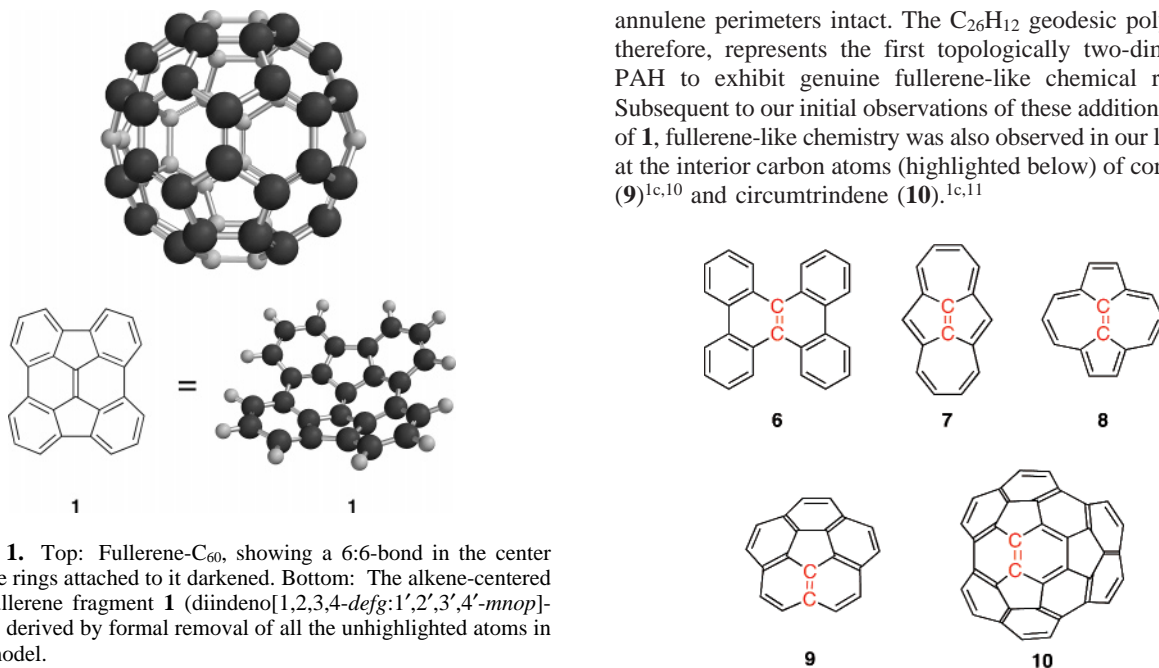 1
=
1
1. Top: Fullerene-C₆₀, showing a 6:6-bond in the center
e rings attached to it darkened. Bottom: The alkene-centered
ullerene fragment 1 (diindeno[1,2,3,4-defg:1′,2′,3′,4′-mnop]-
derived by formal removal of all the unhighlighted atoms in
nodel.
annulene perimeters intact. The C₂₆H₁₂ geodesic pol
therefore, represents the first topologically two-din
PAH to exhibit genuine fullerene-like chemical r
Subsequent to our initial observations of these addition
of 1, fullerene-like chemistry was also observed in our l
at the interior carbon atoms (highlighted below) of cor
(9)¹ᶜ,¹⁰ and circumtrindene (10).¹ᶜ,¹¹
C
C
C
C
C
C
6
7
8
C
C
C
C
9
10